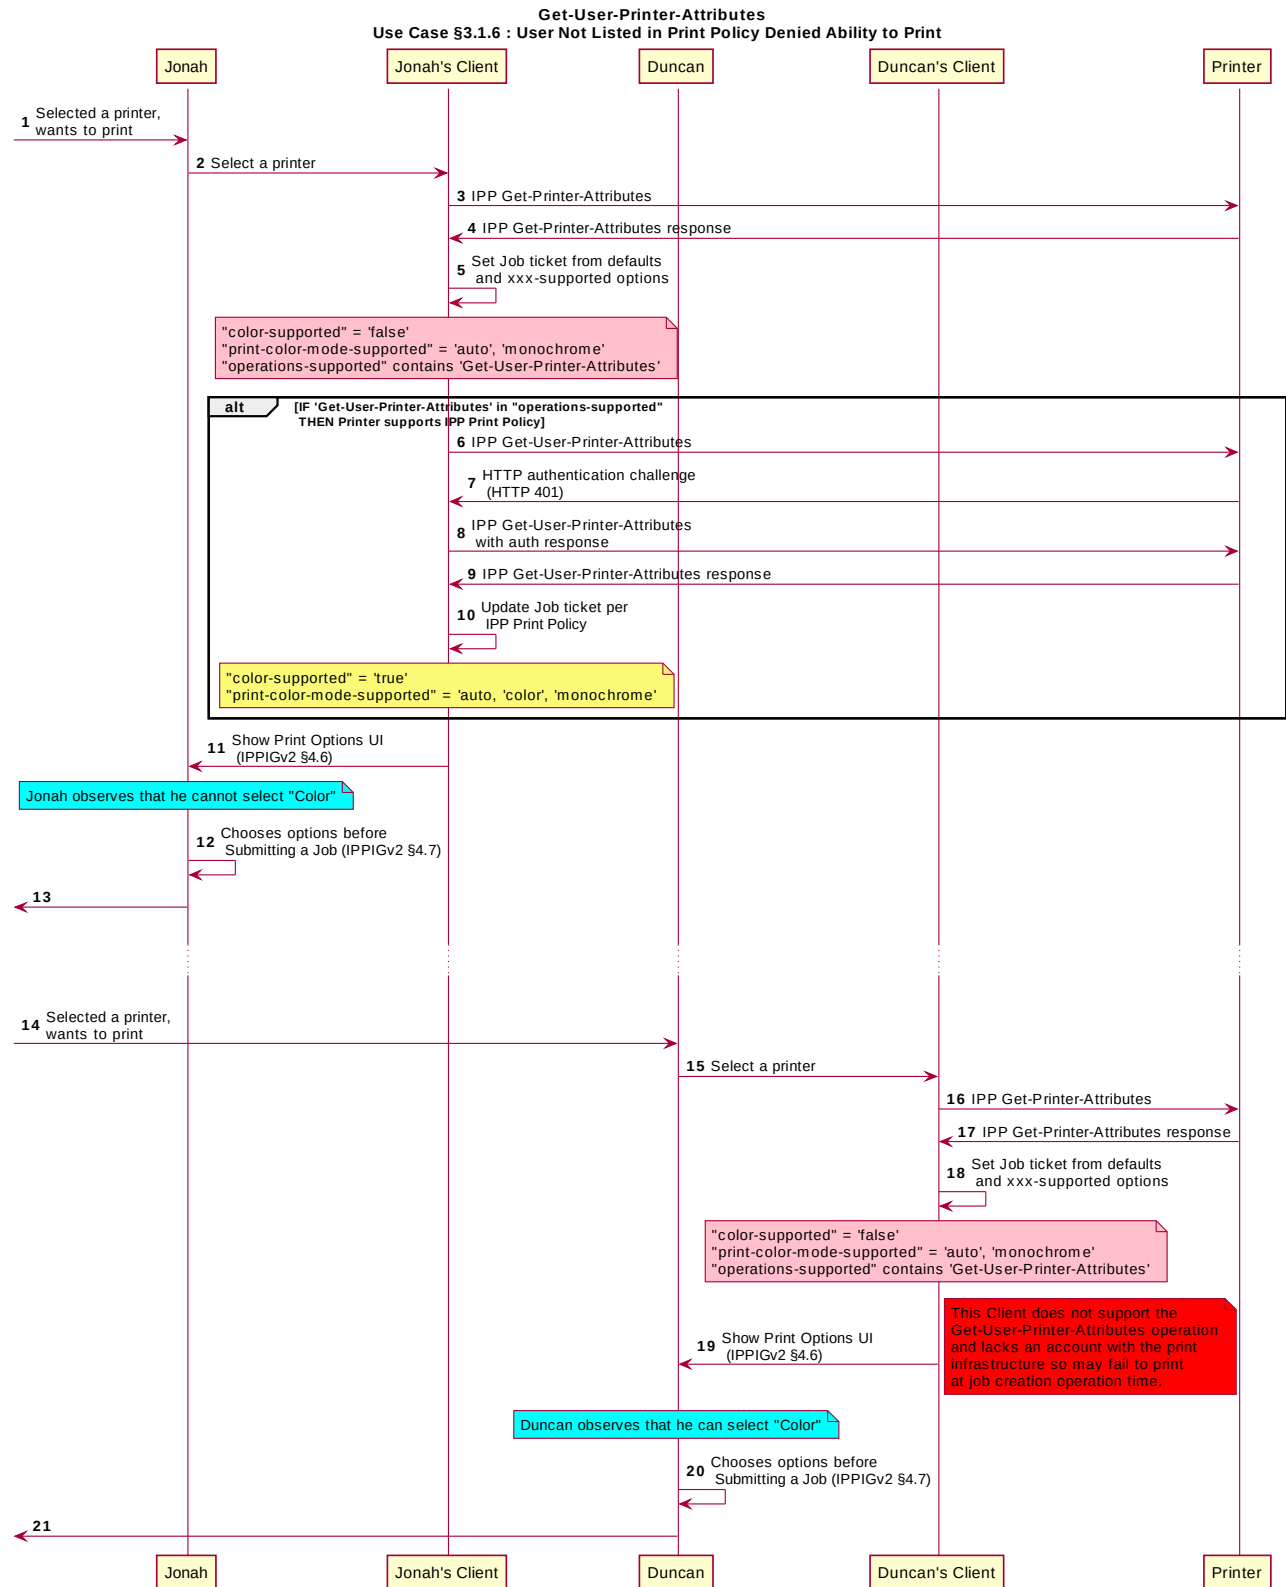 Get-User-Printer-Attributes
Use Case §3.1.6 : User Not Listed in Print Policy Denied Ability to Print
Jonah
Jonah's Client
Duncan
Duncan's Client
Printer
1 Selected a printer,
wants to print
2 Select a printer
3 IPP Get-Printer-Attributes
4 IPP Get-Printer-Attributes response
5 Set Job ticket from defaults
and xxx-supported options
"color-supported" = 'false'
"print-color-mode-supported" = 'auto', 'monochrome'
"operations-supported" contains 'Get-User-Printer-Attributes'
alt [IF 'Get-User-Printer-Attributes' in "operations-supported"
THEN Printer supports IPP Print Policy]
6 IPP Get-User-Printer-Attributes
7 HTTP authentication challenge
(HTTP 401)
8 IPP Get-User-Printer-Attributes
with auth response
9 IPP Get-User-Printer-Attributes response
10 Update Job ticket per
IPP Print Policy
"color-supported" = 'true'
"print-color-mode-supported" = 'auto, 'color', 'monochrome'
11 Show Print Options UI
(IPPIGv2 §4.6)
Jonah observes that he cannot select "Color"
12 Chooses options before
Submitting a Job (IPPIGv2 §4.7)
13
14 Selected a printer,
wants to print
15 Select a printer
16 IPP Get-Printer-Attributes
17 IPP Get-Printer-Attributes response
18 Set Job ticket from defaults
and xxx-supported options
"color-supported" = 'false'
"print-color-mode-supported" = 'auto', 'monochrome'
"operations-supported" contains 'Get-User-Printer-Attributes'
This Client does not support the
Get-User-Printer-Attributes operation
and lacks an account with the print
infrastructure so may fail to print
at job creation operation time.
19 Show Print Options UI
(IPPIGv2 §4.6)
Duncan observes that he can select "Color"
20 Chooses options before
Submitting a Job (IPPIGv2 §4.7)
21
Jonah
Jonah's Client
Duncan
Duncan's Client
Printer